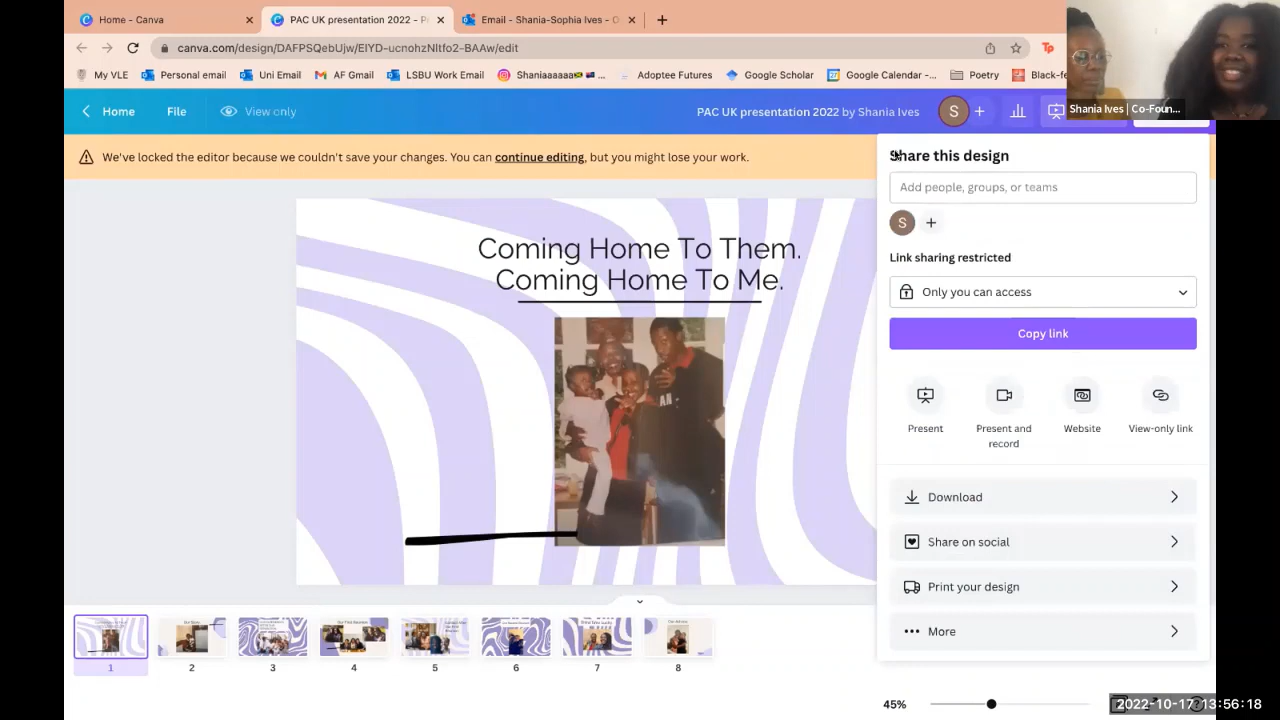 Home - Canva
PAC UK presentation 2022 - P
Email - Shania-Sophia Ives - O
canva.com/design/DAFPSQebUjw/EIYD-ucnohzNltfo2-BAAw/edit
My VLE
Personal email
Uni Email
AF Gmail
LSBU Work Email
Shaniaaaaaa
Adoptee Futures
Google Scholar
Google Calendar -...
Poetry
Black-fe
Shania Ives | Co-Foun...
Home
File
View only
PAC UK presentation 2022 by Shania Ives
S
We've locked the editor because we couldn't save your changes. You can continue editing, but you might lose your work.
Share this design
Add people, groups, or teams
S
Link sharing restricted
Only you can access
Copy link
Present
Present and record
Website
View-only link
Download
Share on social
Print your design
More
Coming Home To Them.
Coming Home To Me.
1
2
3
4
5
6
7
8
45%
2022-10-17 13:56:18